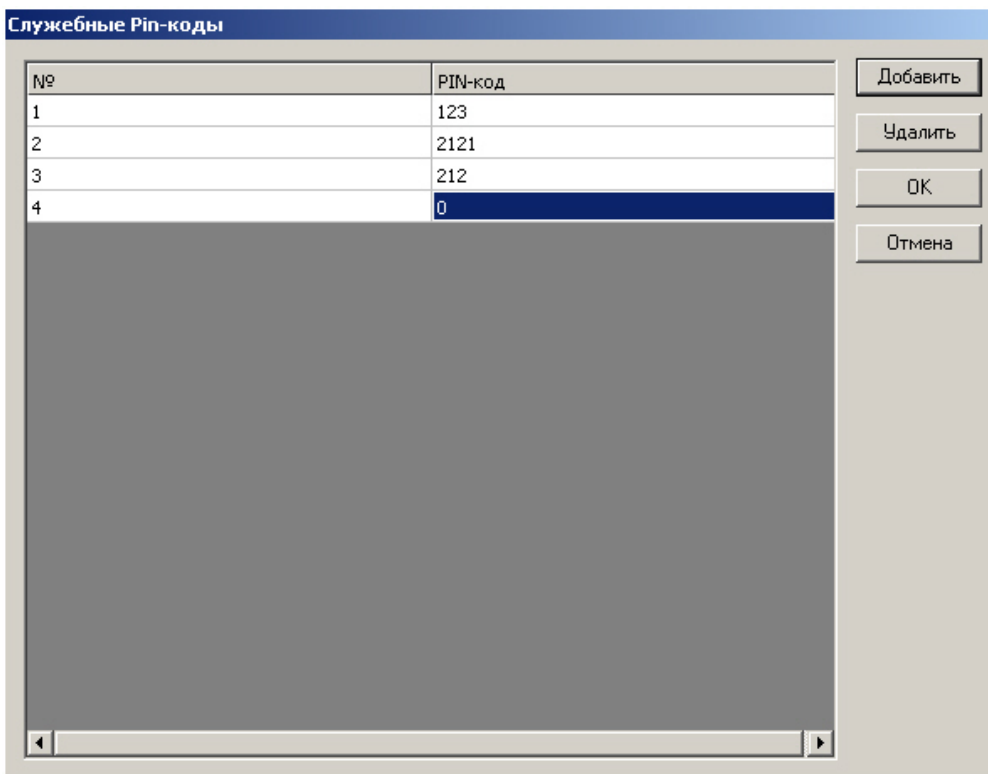 Служебные Pin-коды
№ PIN-код
1 123
2 2121
3 212
4 0
Добавить
Удалить
OK
Отмена